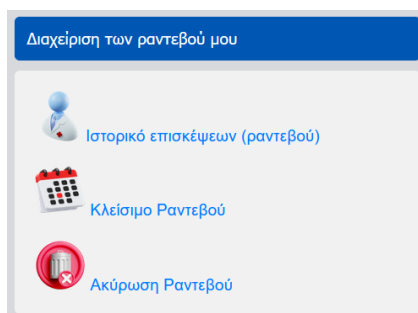 Διαχείριση των ραντεβού μου
Ιστορικό επισκέψεων (ραντεβού)
Κλείσιμο Ραντεβού
Ακύρωση Ραντεβού